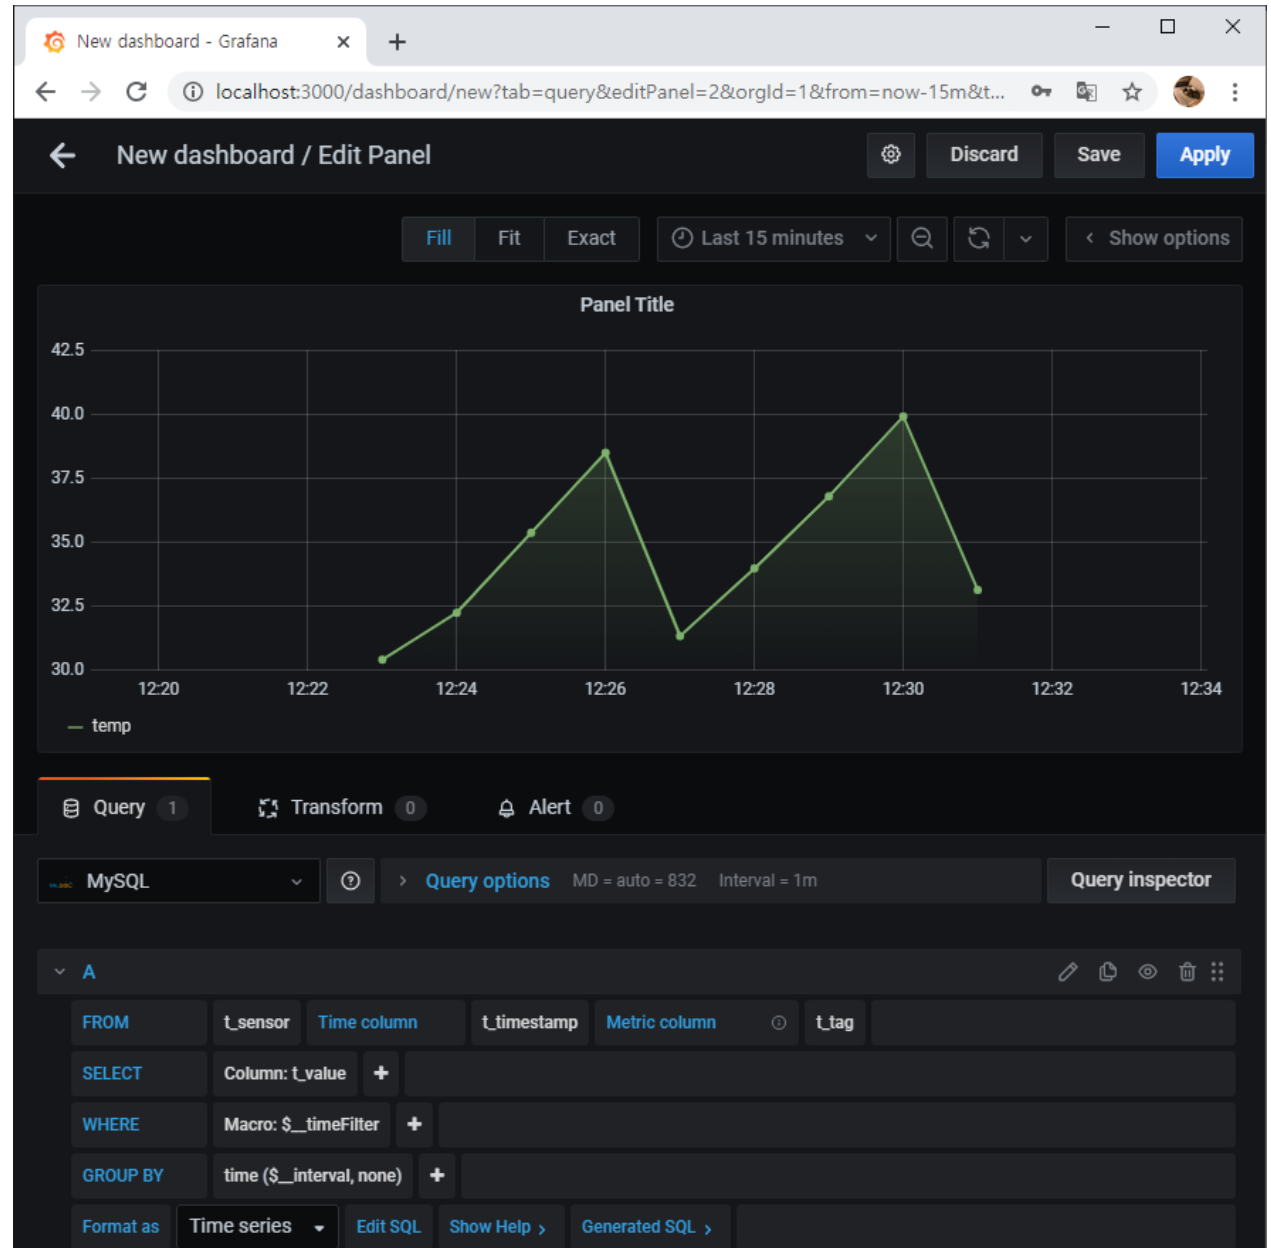 New dashboard - Grafana
localhost:3000/dashboard/new?tab=query&editPanel=2&orgId=1&from=now-15m&t...
New dashboard / Edit Panel Discard Save Apply
Fill Fit Exact Last 15 minutes Show options
Panel Title
42.5
40.0
37.5
35.0
32.5
30.0
12:20 12:22 12:24 12:26 12:28 12:30 12:32 12:34
temp
Query 1 Transform 0 Alert 0
MySQL Query options MD = auto = 832 Interval = 1m Query inspector
A
FROM t_sensor Time column t_timestamp Metric column t_tag
SELECT Column: t_value +
WHERE Macro: $__timeFilter +
GROUP BY time ($__interval, none) +
Format as Time series Edit SQL Show Help > Generated SQL >